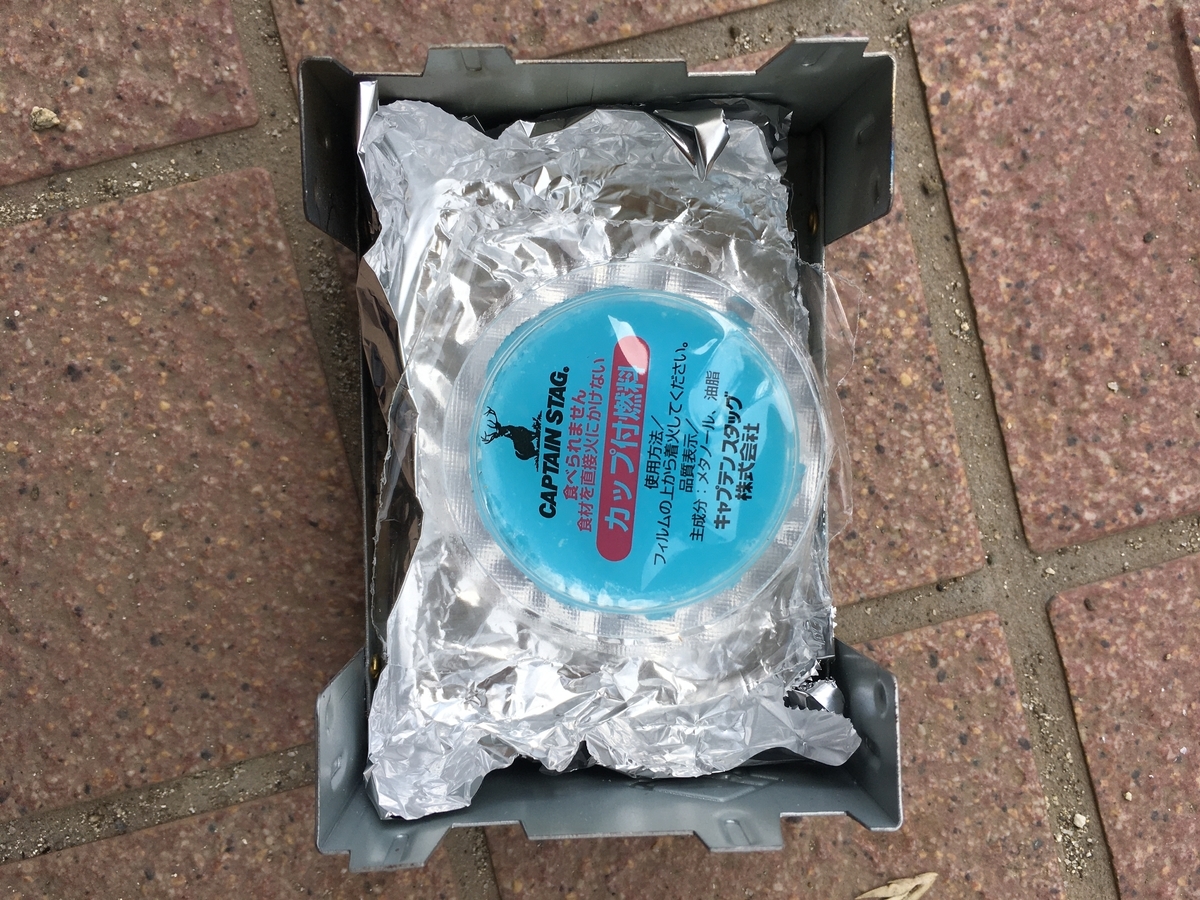 CAPTAIN STAG®
食べられません
食材を直接火にかけない
カップ付燃料
使用方法/
フィルムの上から着火してください。
品質表示/
主成分:メタノール、油脂
キャプテンスタッグ
株式会社